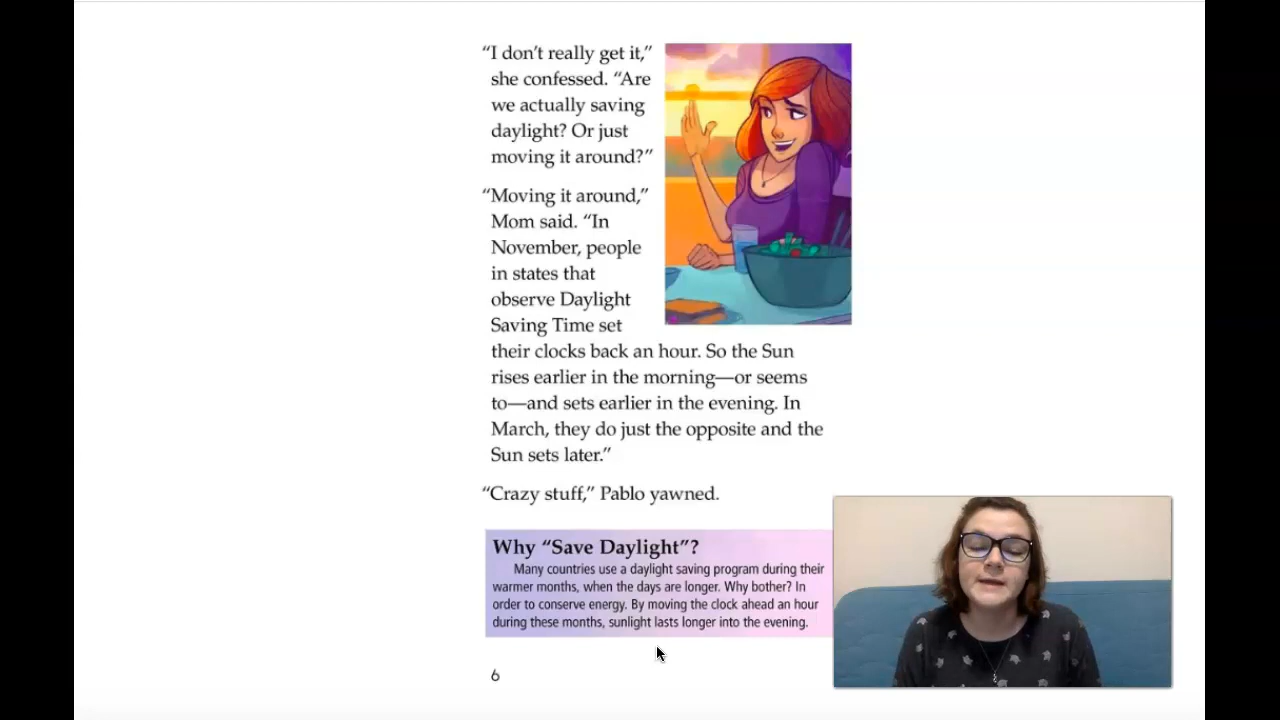 “I don’t really get it,”
she confessed. “Are
we actually saving
daylight? Or just
moving it around?”
“Moving it around,”
Mom said. “In
November, people
in states that
observe Daylight
Saving Time set
their clocks back an hour. So the Sun
rises earlier in the morning—or seems
to—and sets earlier in the evening. In
March, they do just the opposite and the
Sun sets later.”
“Crazy stuff,” Pablo yawned.
Why “Save Daylight”?
Many countries use a daylight saving program during their
warmer months, when the days are longer. Why bother? In
order to conserve energy. By moving the clock ahead an hour
during these months, sunlight lasts longer into the evening.
6